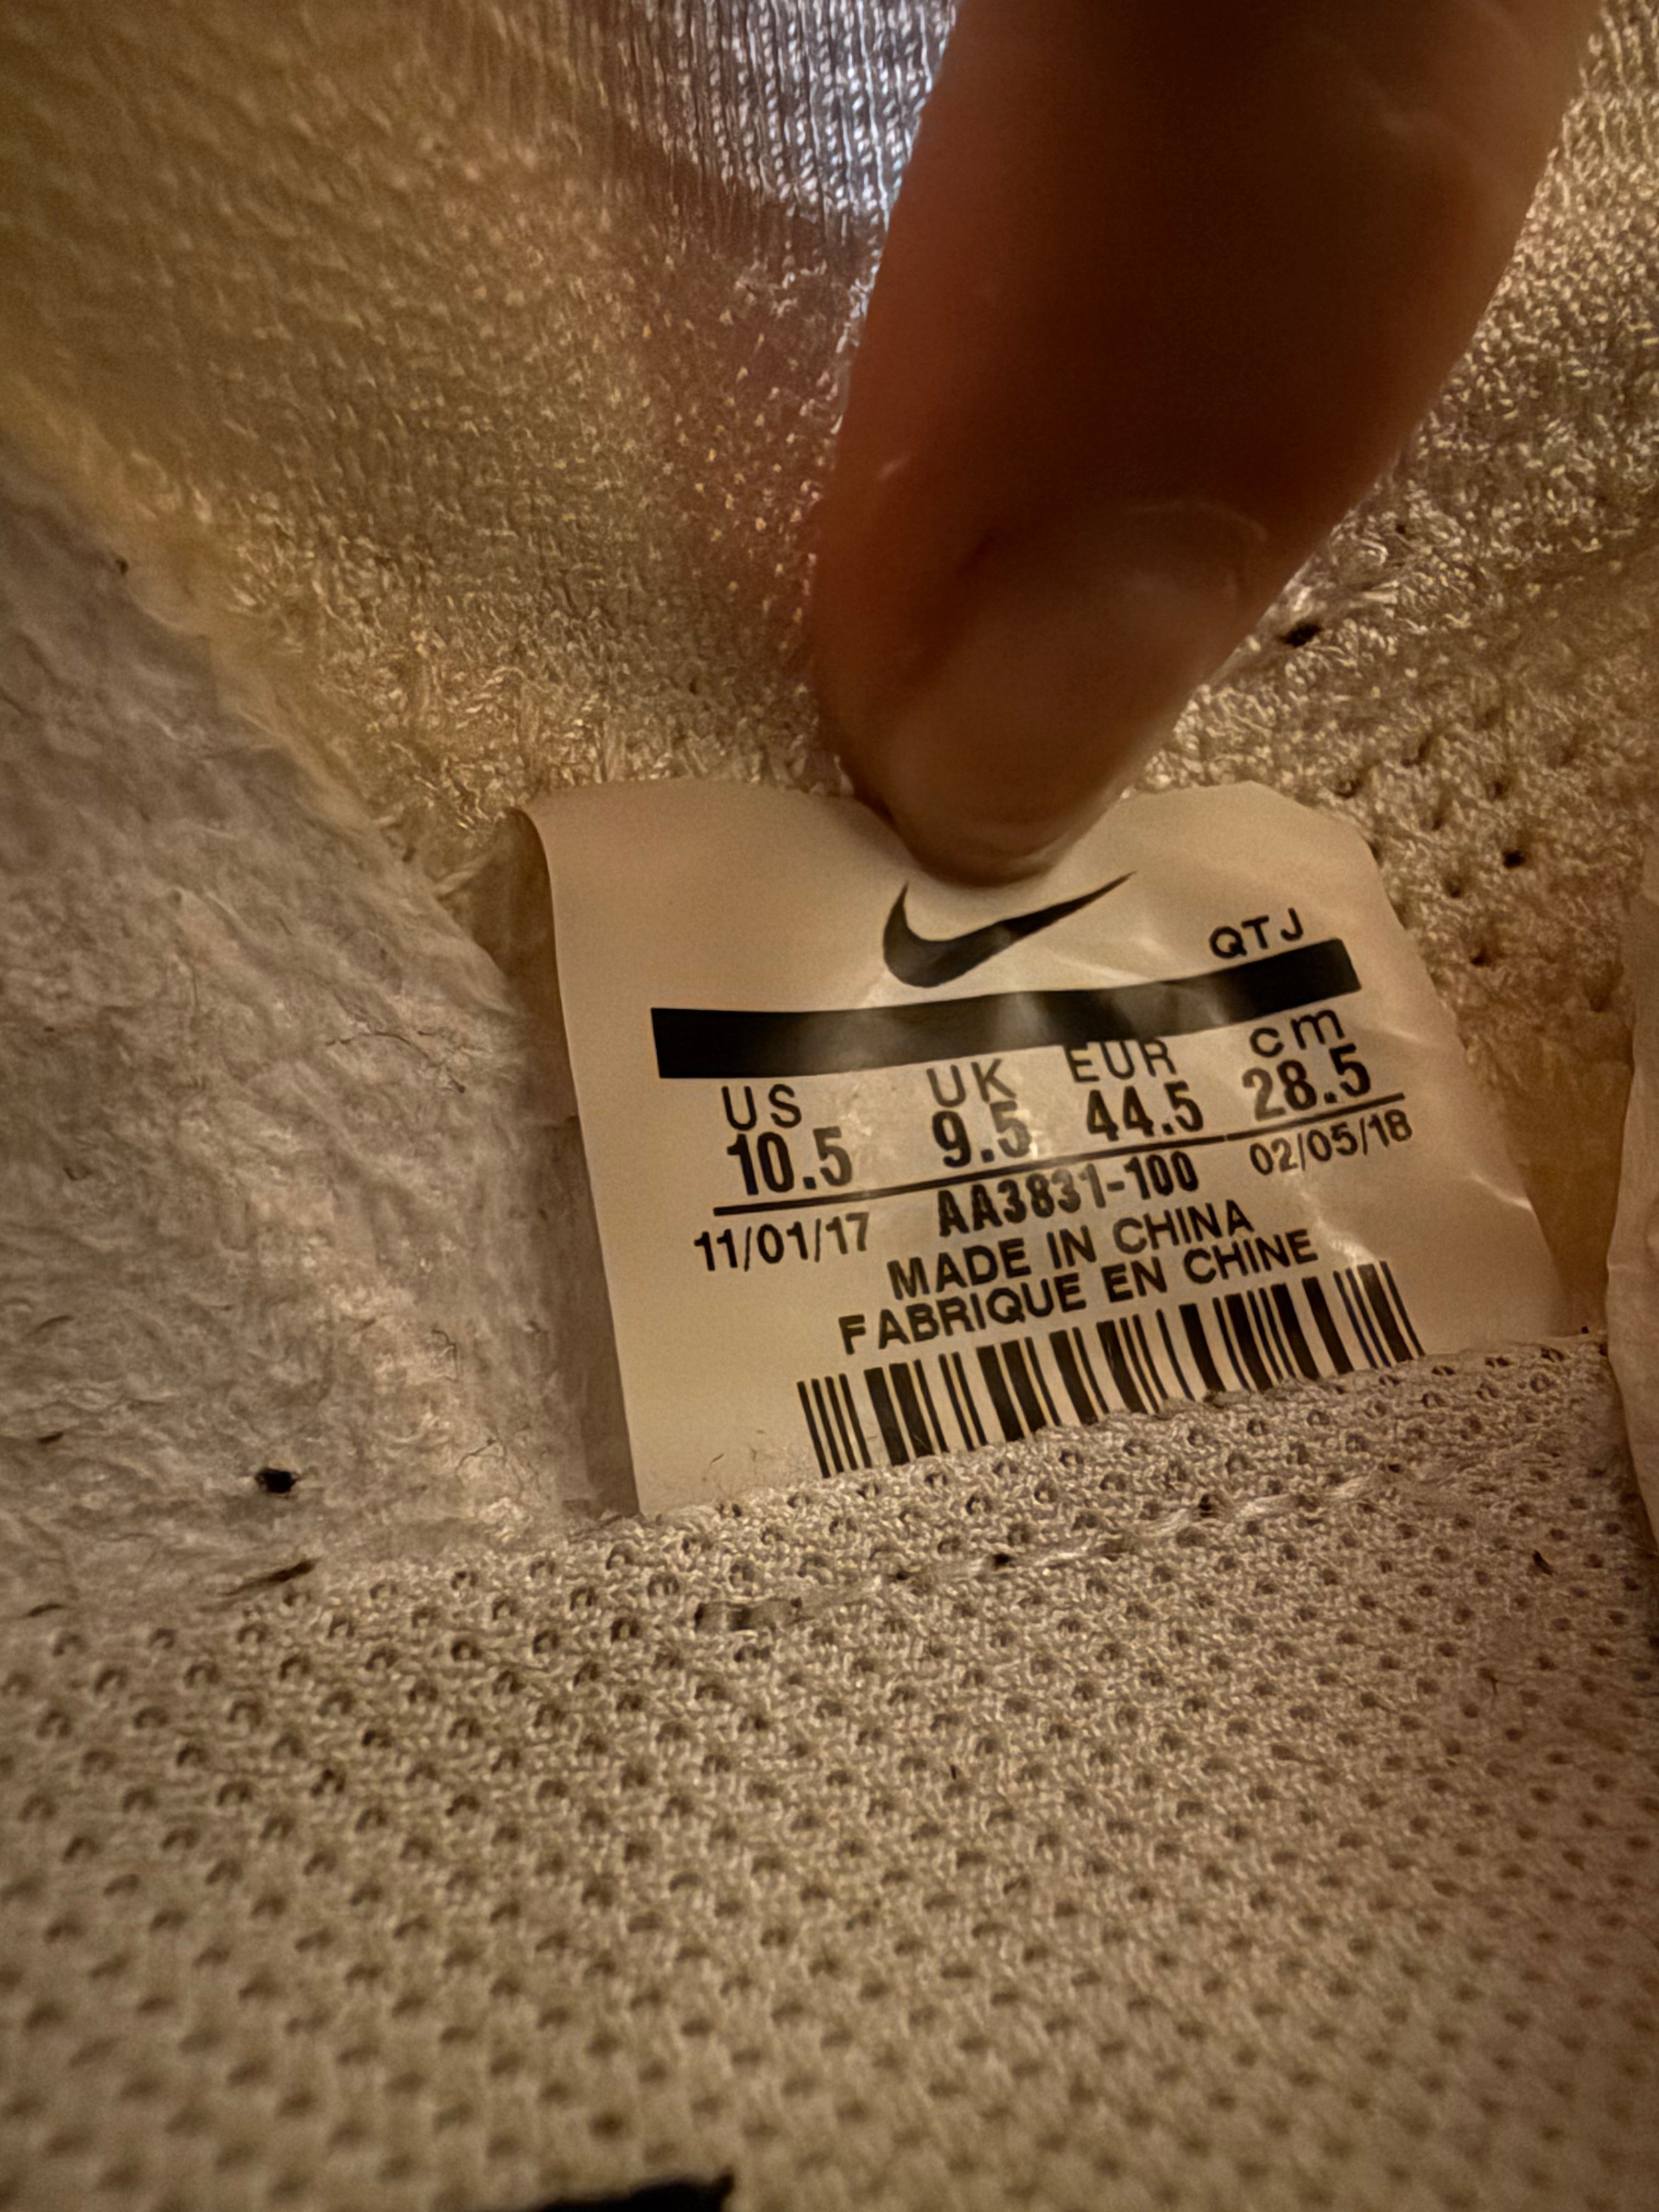 QTJ
US UK EUR cm
10.5 9.5 44.5 28.5
11/01/17 AA3831-100 02/05/18
MADE IN CHINA
FABRIQUE EN CHINE